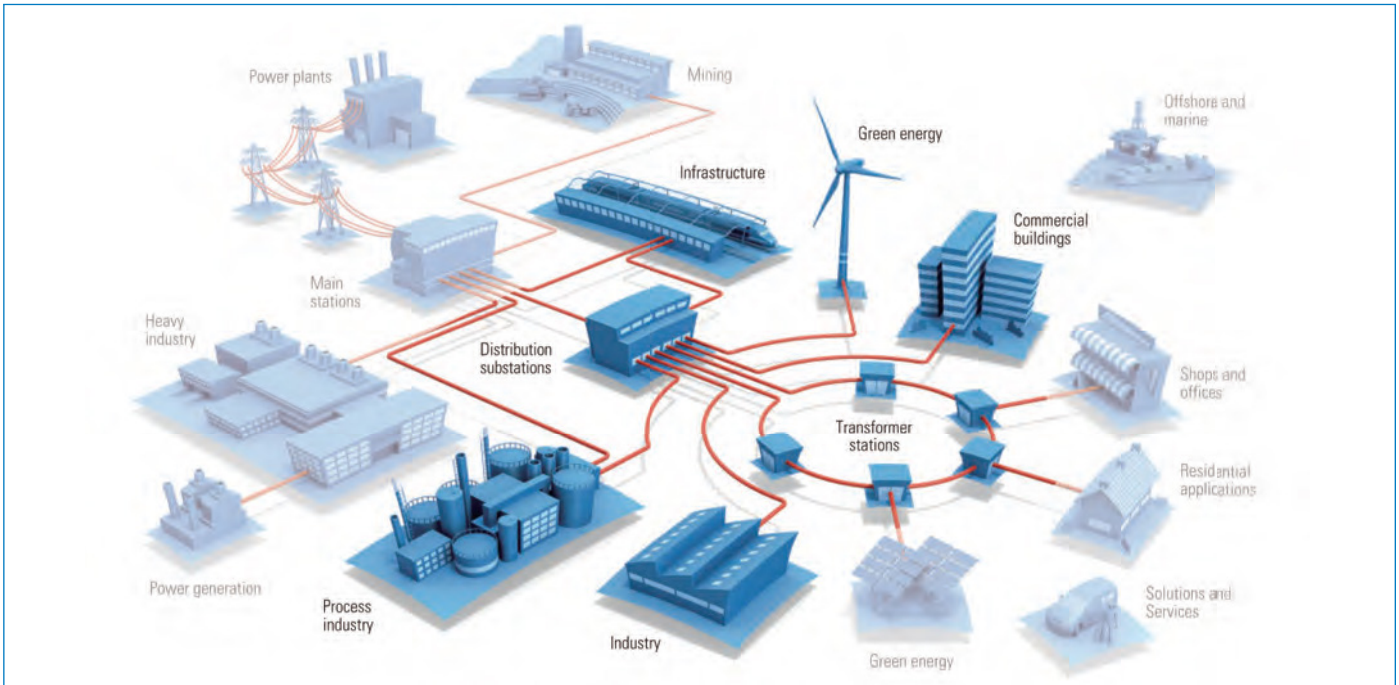 Power plants
Mining
Offshore and
marine
Green energy
Infrastructure
Commercial
buildings
Main
stations
Heavy
industry
Distribution
substations
Shops and
offices
Transformer
stations
Residential
applications
Power generation
Process
industry
Industry
Green energy
Solutions and
Services